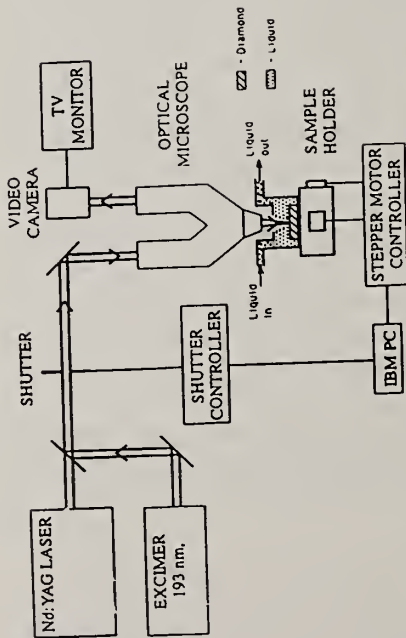 Nd:YAG LASER
EXCIMER
193 nm.
SHUTTER
SHUTTER
CONTROLLER
IBM PC
STEPPER MOTOR
CONTROLLER
VIDEO
CAMERA
TV
MONITOR
OPTICAL
MICROSCOPE
Liquid
In
Liquid
out
- Diamond
- Liquid
SAMPLE
HOLDER